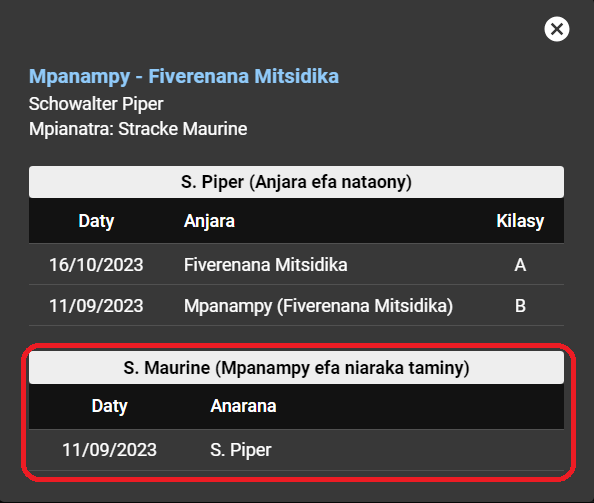 Mpanampy - Fiverenana Mitsidika
Schowalter Piper
Mpianatra: Stracke Maurine
S. Piper (Anjara efa nataony)
Daty Anjara Kilasy
16/10/2023 Fiverenana Mitsidika A
11/09/2023 Mpanampy (Fiverenana Mitsidika) B
S. Maurine (Mpanampy efa niaraka taminy)
Daty Anarana
11/09/2023 S. Piper